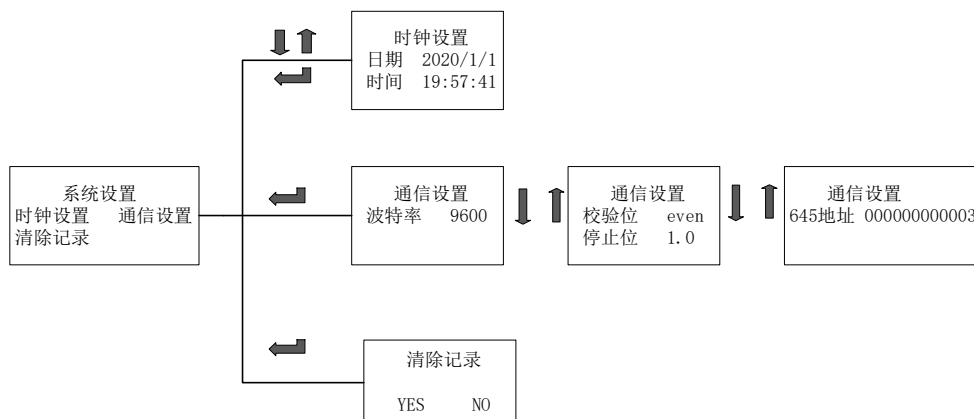 时钟设置
日期 2020/1/1
时间 19:57:41
系统设置
时钟设置 通信设置
清除记录
通信设置
波特率 9600
通信设置
校验位 even
停止位 1.0
通信设置
645地址 000000000003
清除记录
YES NO